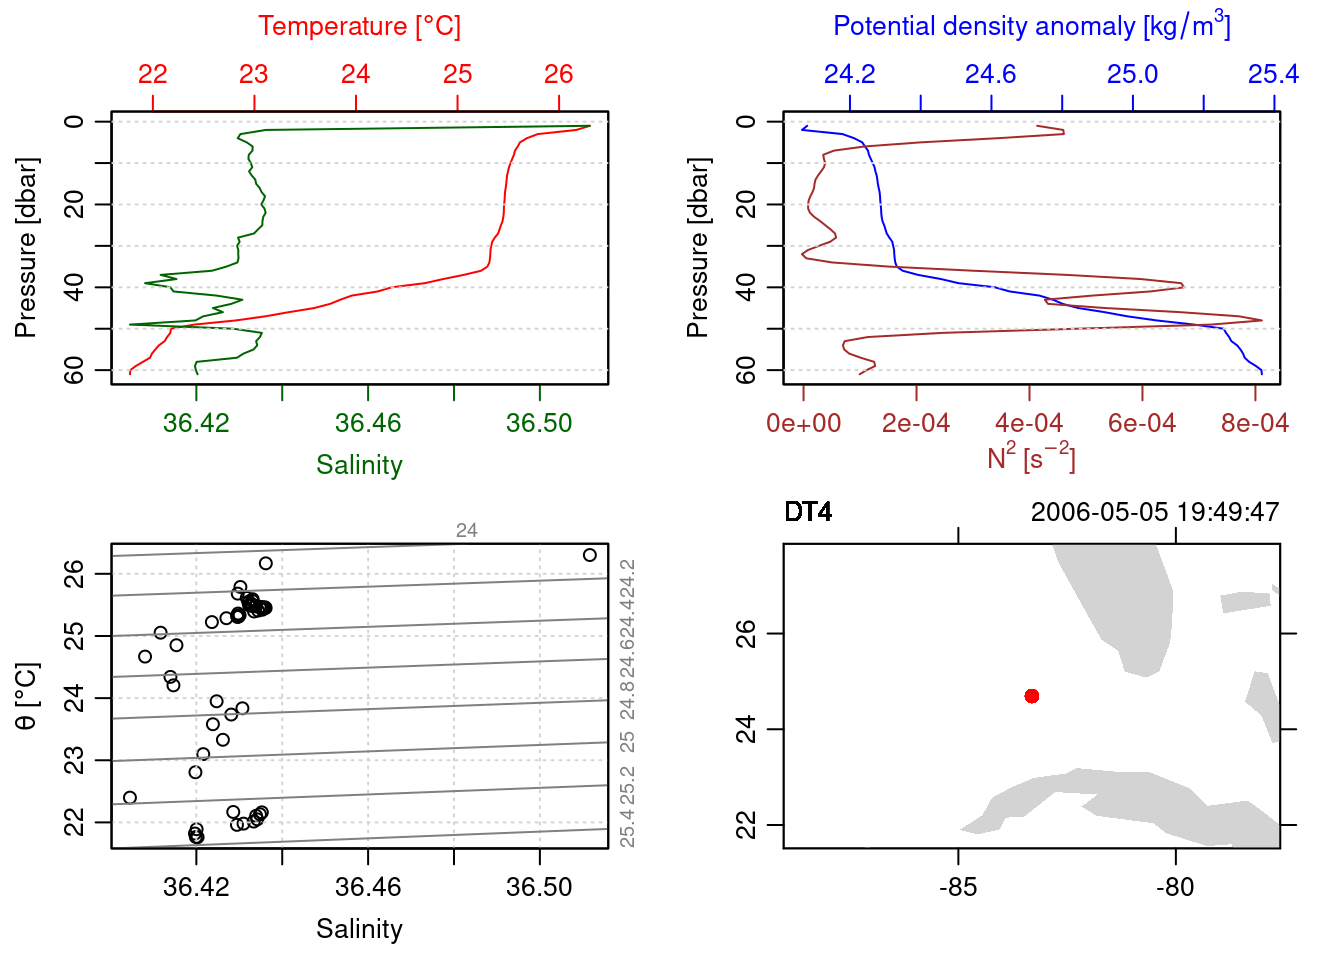 Temperature [°C]
22 23 24 25 26
Pressure [dbar]
0
20
40
60
36.42 36.46 36.50
Salinity
Potential density anomaly [kg/m³]
24.2 24.6 25.0 25.4
Pressure [dbar]
0
20
40
60
0e+00 2e-04 4e-04 6e-04 8e-04
N² [s⁻²]
24
θ [°C]
26
25
24
23
22
24.2
24.4
24.6
24.8
25
25.2
25.4
36.42 36.46 36.50
Salinity
DT4 2006-05-05 19:49:47
26
24
22
-85 -80